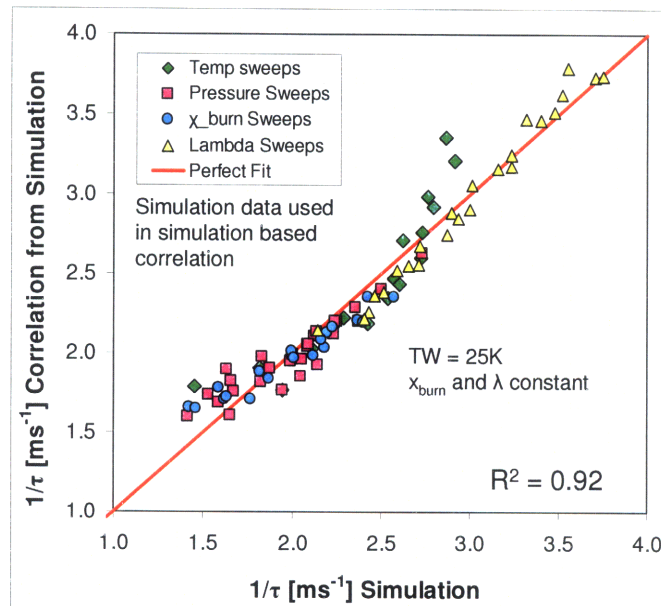 4.0
3.5
3.0
2.5
2.0
1.5
1.0
1/τ [ms⁻¹] Correlation from Simulation
Temp sweeps
Pressure Sweeps
χ_burn Sweeps
Lambda Sweeps
Perfect Fit
Simulation data used
in simulation based
correlation
TW = 25K
x_burn and λ constant
R² = 0.92
1.0 1.5 2.0 2.5 3.0 3.5 4.0
1/τ [ms⁻¹] Simulation